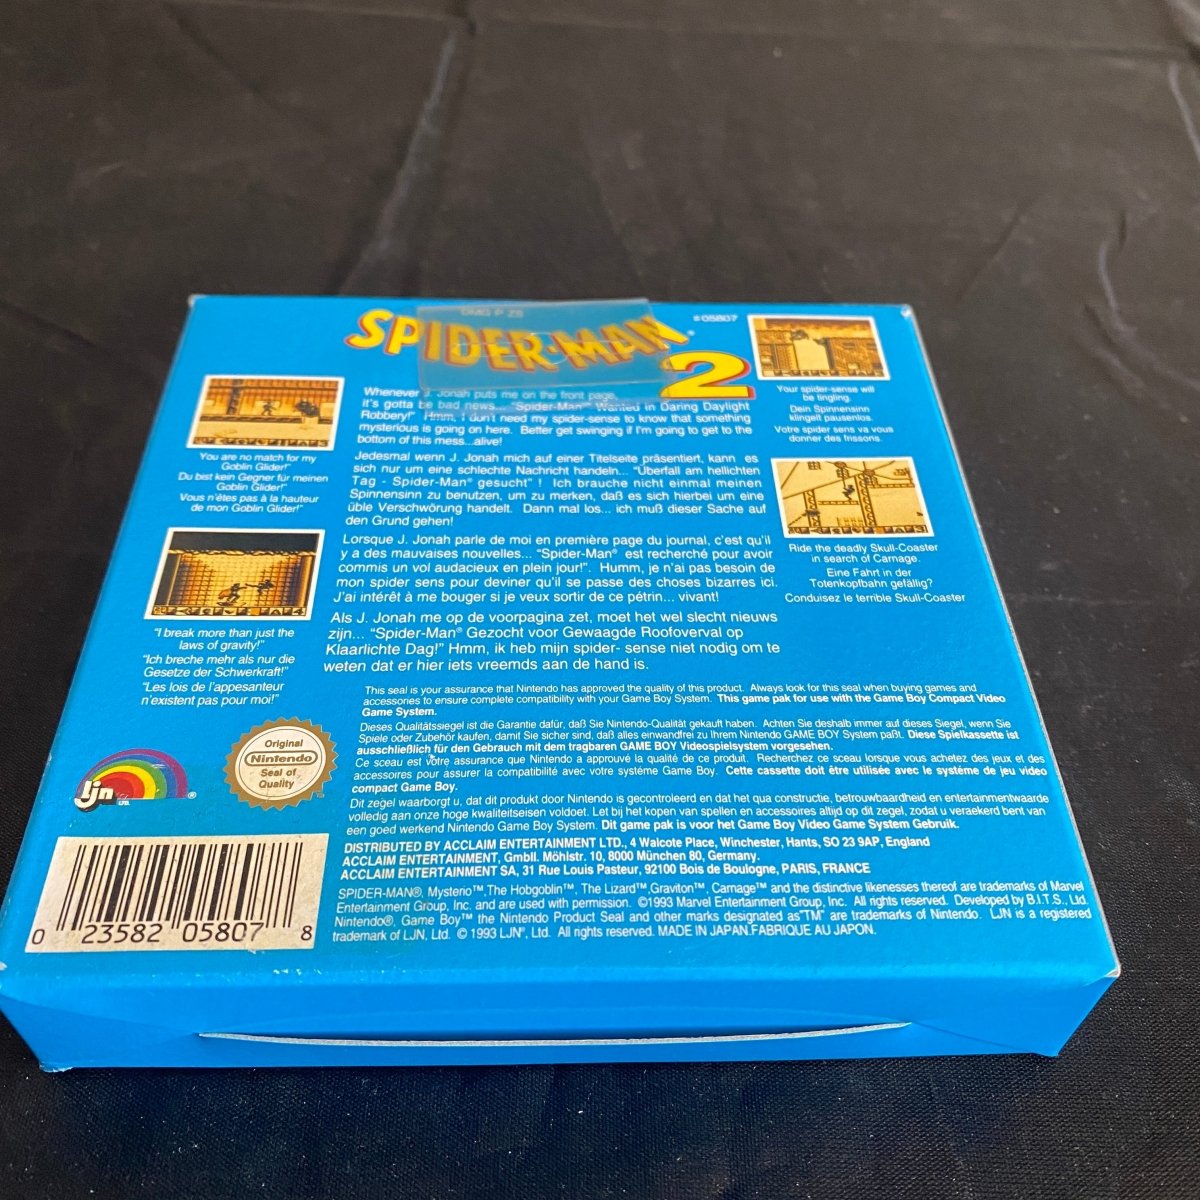 DMG P Z8
#05807
SPIDER·MAN®
2
Whenever J. Jonah puts me on the front page,
it's gotta be bad news... "Spider-Man® Wanted in Daring Daylight
Robbery!" Hmm, I don't need my spider-sense to know that something
mysterious is going on here. Better get swinging if I'm going to get to the
bottom of this mess...alive!
Jedesmal wenn J. Jonah mich auf einer Titelseite präsentiert, kann es
sich nur um eine schlechte Nachricht handeln... "Überfall am hellichten
Tag - Spider-Man® gesucht" ! Ich brauche nicht einmal meinen
Spinnensinn zu benutzen, um zu merken, daß es sich hierbei um eine
üble Verschwörung handelt. Dann mal los... ich muß dieser Sache auf
den Grund gehen!
Lorsque J. Jonah parle de moi en première page du journal, c'est qu'il
y a des mauvaises nouvelles... "Spider-Man® est recherché pour avoir
commis un vol audacieux en plein jour!". Humm, je n'ai pas besoin de
mon spider sens pour deviner qu'il se passe des choses bizarres ici.
J'ai intérêt à me bouger si je veux sortir de ce pétrin... vivant!
Als J. Jonah me op de voorpagina zet, moet het wel slecht nieuws
zijn... "Spider-Man® Gezocht voor Gewaagde Roofoverval op
Klaarlichte Dag!" Hmm, ik heb mijn spider- sense niet nodig om te
weten dat er hier iets vreemds aan de hand is.
You are no match for my
Goblin Glider!"
Du bist kein Gegner für meinen
Goblin Glider!"
Vous n'êtes pas à la hauteur
de mon Goblin Glider!"
"I break more than just the
laws of gravity!"
"Ich breche mehr als nur die
Gesetze der Schwerkraft!"
"Les lois de l'appesanteur
n'existent pas pour moi!"
Your spider-sense will
be tingling.
Dein Spinnensinn
klingelt pausenlos.
Votre spider sens va vous
donner des frissons.
Ride the deadly Skull-Coaster
in search of Carnage.
Eine Fahrt in der
Totenkopfbahn gefällig?
Conduisez le terrible Skull-Coaster
This seal is your assurance that Nintendo has approved the quality of this product. Always look for this seal when buying games and
accessories to ensure complete compatibility with your Game Boy System. This game pak for use with the Game Boy Compact Video
Game System.
Dieses Qualitätssiegel ist die Garantie dafür, daß Sie Nintendo-Qualität gekauft haben. Achten Sie deshalb immer auf dieses Siegel, wenn Sie
Spiele oder Zubehör kaufen, damit Sie sicher sind, daß alles einwandfrei zu Ihrem Nintendo GAME BOY System paßt. Diese Spielkassette ist
ausschließlich für den Gebrauch mit dem tragbaren GAME BOY Videospielsystem vorgesehen.
Ce sceau est vôtre assurance que Nintendo a approuvé la qualité de ce produit. Recherchez ce sceau lorsque vous achetez des jeux et des
accessoires pour assurer la compatibilité avec votre systéme Game Boy. Cette cassette doit être utilisée avec le systéme de jeu video
compact Game Boy.
Dit zegel waarborgt u, dat dit produkt door Nintendo is gecontroleerd en dat het qua constructie, betrouwbaardheid en entertainmentwaarde
volledig aan onze hoge kwaliteitseisen voldoet. Let bij het kopen van spellen en accessoires altijd op dit zegel, zodat u veraekerd bent van
een goed werkend Nintendo Game Boy System. Dit game pak is voor het Game Boy Video Game System Gebruik.
DISTRIBUTED BY ACCLAIM ENTERTAINMENT LTD., 4 Walcote Place, Winchester, Hants, SO 23 9AP, England
ACCLAIM ENTERTAINMENT, GmbII. Möhlstr. 10, 8000 München 80, Germany.
ACCLAIM ENTERTAINMENT SA, 31 Rue Louis Pasteur, 92100 Bois de Boulogne, PARIS, FRANCE
SPIDER-MAN®, Mysterio™,The Hobgoblin™, The Lizard™,Graviton™, Carnage™ and the distinctive likenesses thereof are trademarks of Marvel
Entertainment Group, Inc. and are used with permission. ©1993 Marvel Entertainment Group, Inc. All rights reserved. Developed by B.I.T.S., Ltd.
Nintendo®, Game Boy™ the Nintendo Product Seal and other marks designated as"TM" are trademarks of Nintendo. LJN is a registered
trademark of LJN, Ltd. © 1993 LJN®, Ltd. All rights reserved. MADE IN JAPAN.FABRIQUE AU JAPON.
ljn LTD. ®
Original
Nintendo
Seal of
Quality
TM
0 23582 05807 8